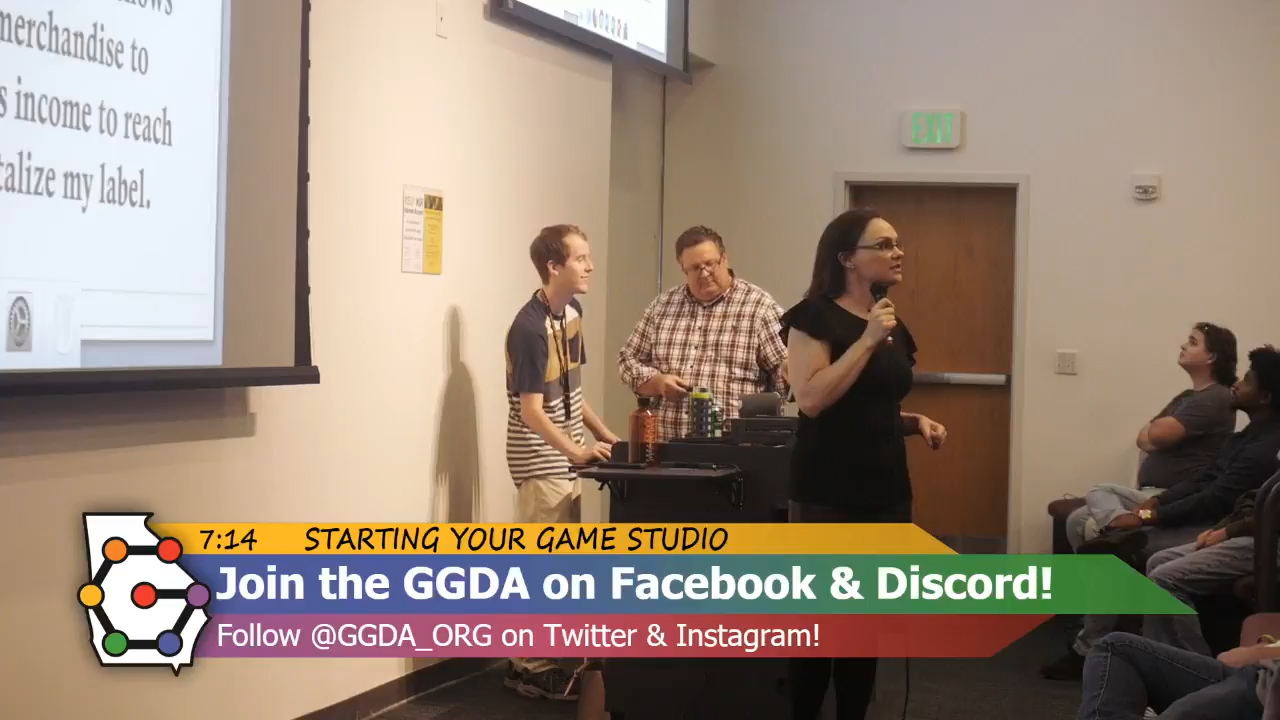 merchandise to
s income to reach
talize my label.
EXIT
7:14 STARTING YOUR GAME STUDIO
Join the GGDA on Facebook & Discord!
Follow @GGDA_ORG on Twitter & Instagram!